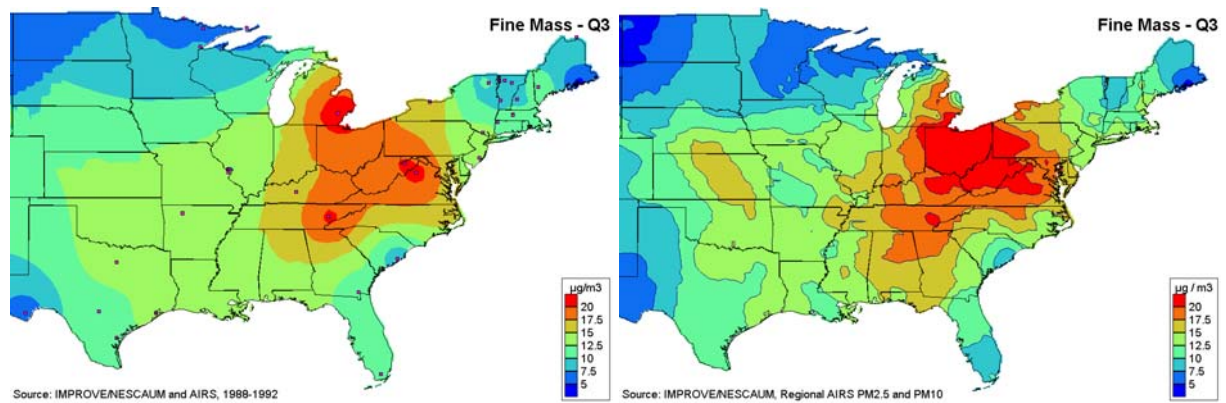 Fine Mass - Q3
µg/m3
20
17.5
15
12.5
10
7.5
5
Source: IMPROVE/NESCAUM and AIRS, 1988-1992
Fine Mass - Q3
µg / m3
20
17.5
15
12.5
10
7.5
5
Source: IMPROVE/NESCAUM, Regional AIRS PM2.5 and PM10